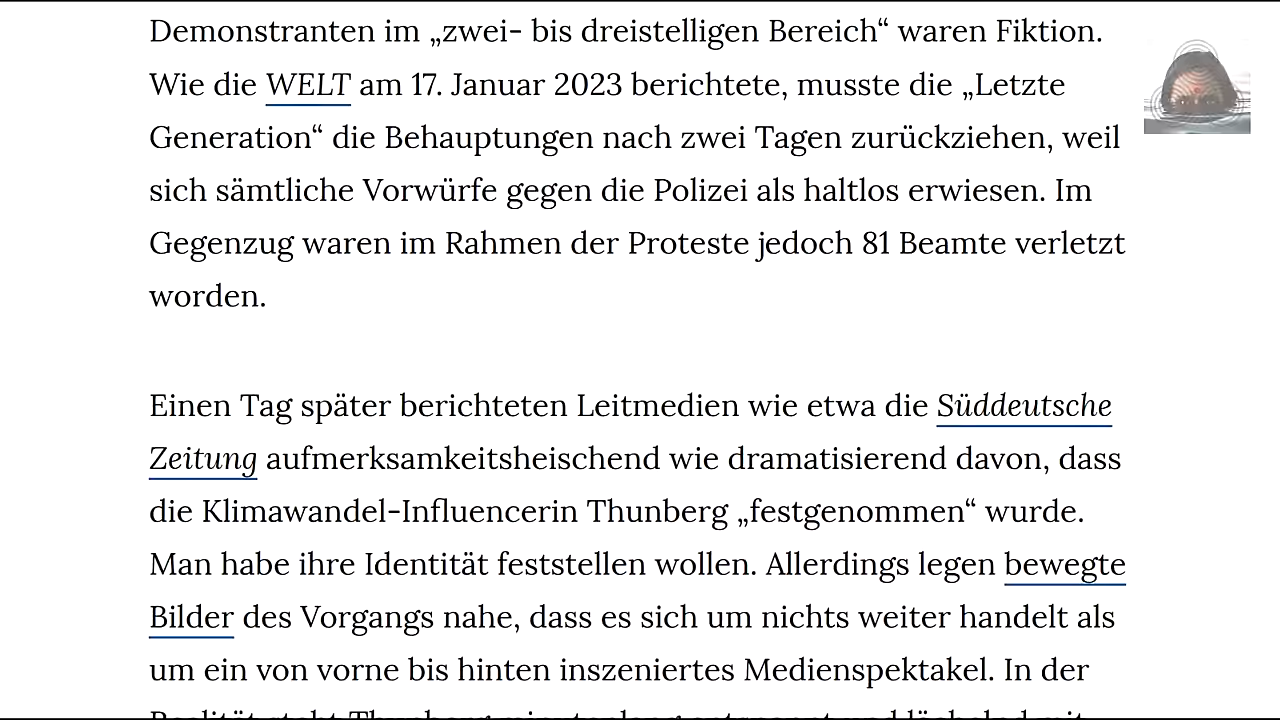 Demonstranten im „zwei- bis dreistelligen Bereich“ waren Fiktion.
Wie die WELT am 17. Januar 2023 berichtete, musste die „Letzte
Generation“ die Behauptungen nach zwei Tagen zurückziehen, weil
sich sämtliche Vorwürfe gegen die Polizei als haltlos erwiesen. Im
Gegenzug waren im Rahmen der Proteste jedoch 81 Beamte verletzt
worden.
Einen Tag später berichteten Leitmedien wie etwa die Süddeutsche
Zeitung aufmerksamkeitsheischend wie dramatisierend davon, dass
die Klimawandel-Influencerin Thunberg „festgenommen“ wurde.
Man habe ihre Identität feststellen wollen. Allerdings legen bewegte
Bilder des Vorgangs nahe, dass es sich um nichts weiter handelt als
um ein von vorne bis hinten inszeniertes Medienspektakel. In der